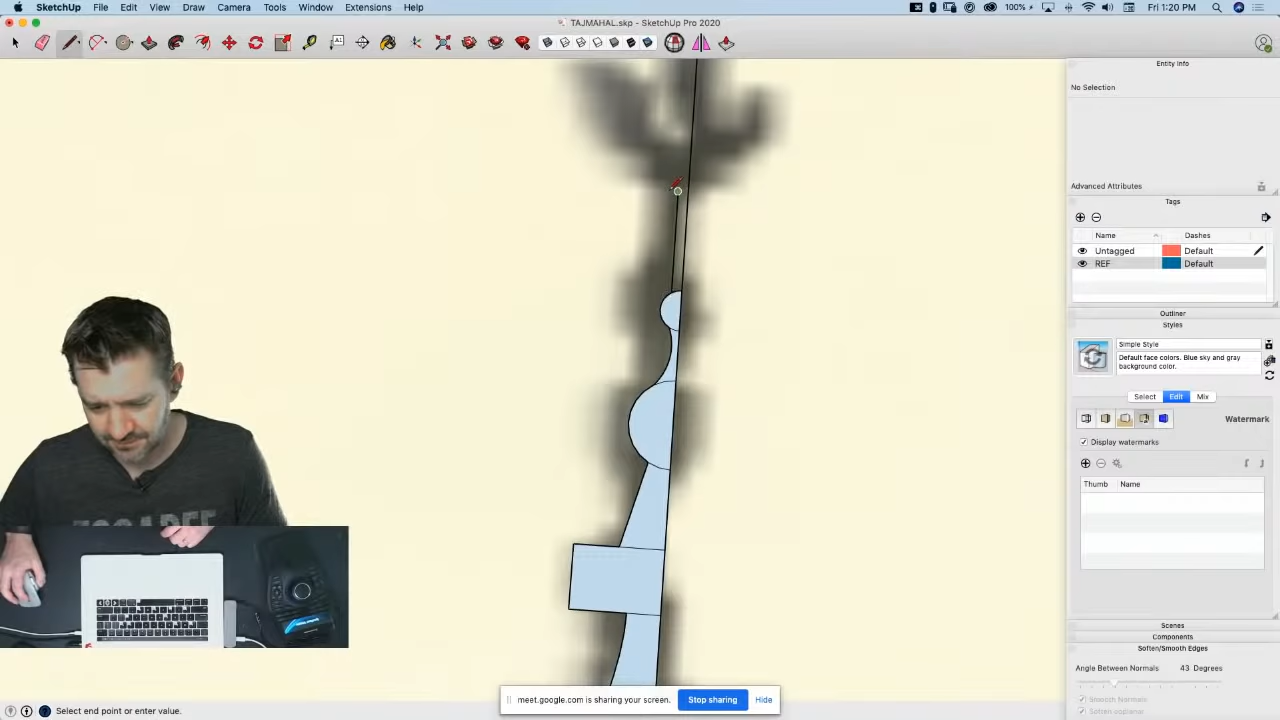 SketchUp File Edit View Draw Camera Tools Window Extensions Help 100% Fri 1:20 PM
TAJMAHAL.skp - SketchUp Pro 2020
Entity Info
No Selection
Advanced Attributes
Tags
Name Dashes
Untagged Default
REF Default
Outliner
Styles
Simple Style
Default face colors. Blue sky and gray
background color.
Select Edit Mix
Watermark
Display watermarks
Thumb Name
Scenes
Components
Soften/Smooth Edges
Angle Between Normals 43 Degrees
Smooth Normals
Soften coplanar
meet.google.com is sharing your screen. Stop sharing Hide
Select end point or enter value.